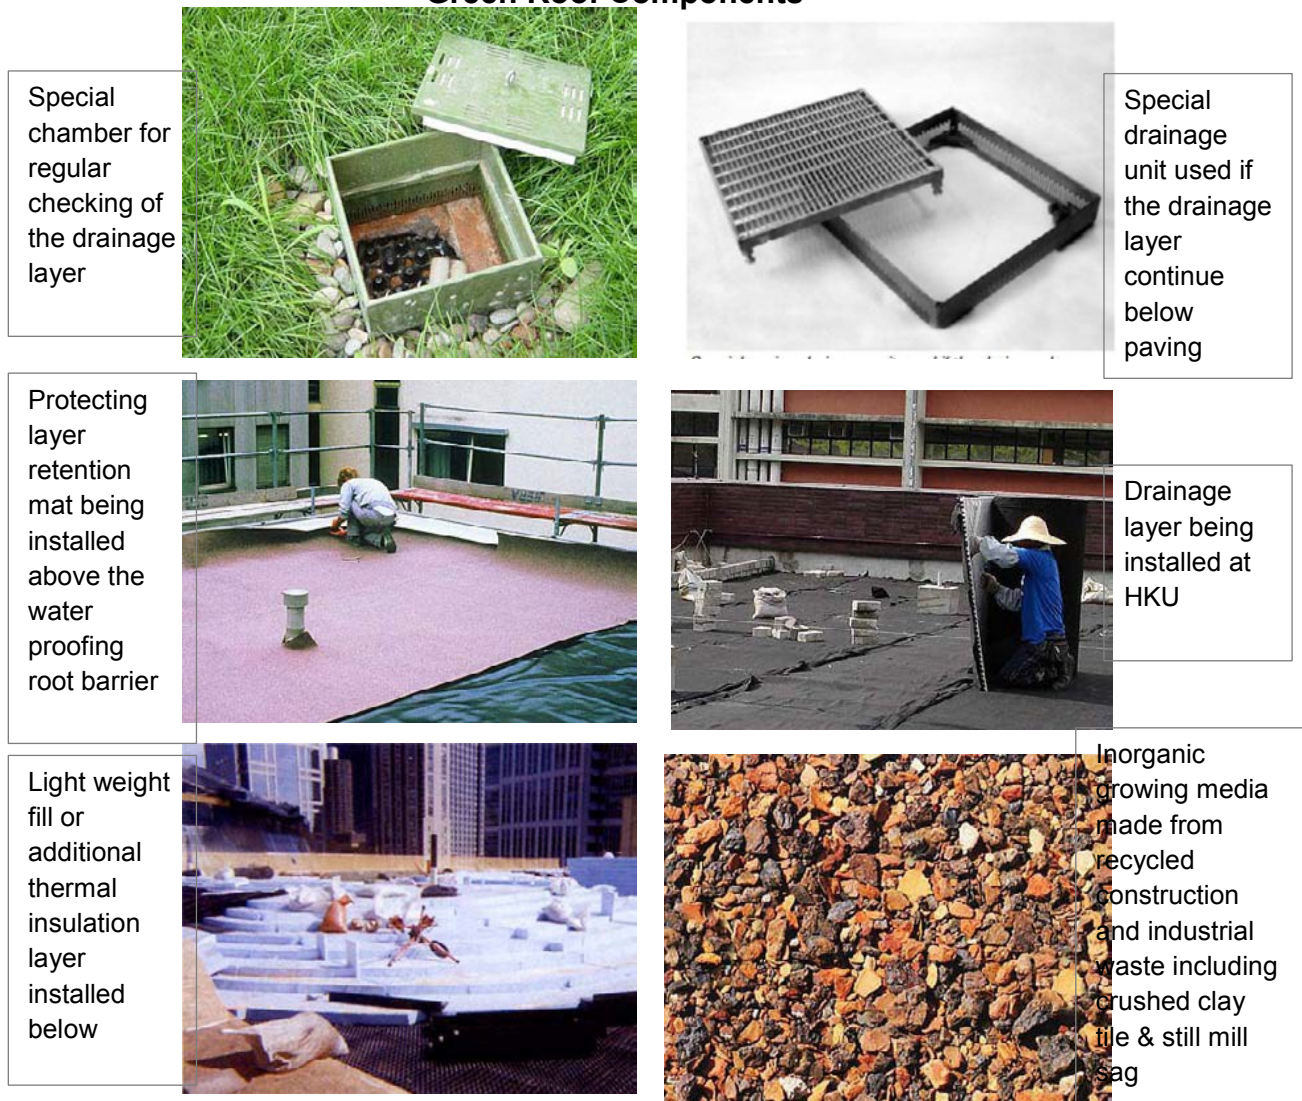 Green Roof Components
Special
chamber for
regular
checking of
the drainage
layer
Special
drainage
unit used if
the drainage
layer
continue
below
paving
Protecting
layer
retention
mat being
installed
above the
water
proofing
root barrier
Drainage
layer being
installed at
HKU
Light weight
fill or
additional
thermal
insulation
layer
installed
below
Inorganic
growing media
made from
recycled
construction
and industrial
waste including
crushed clay
tile & still mill
sag